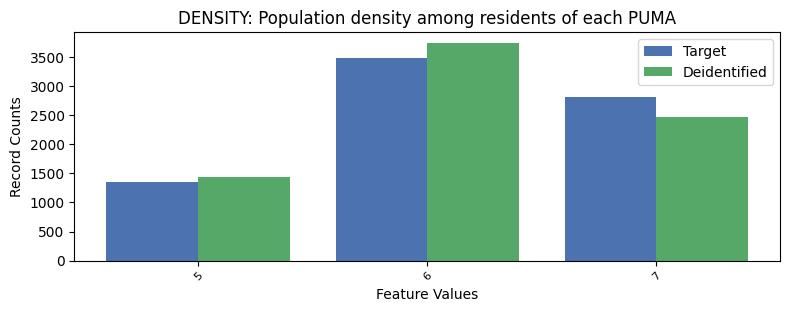 DENSITY: Population density among residents of each PUMA
Target
Deidentified
Record Counts
3500
3000
2500
2000
1500
1000
500
0
5
6
7
Feature Values